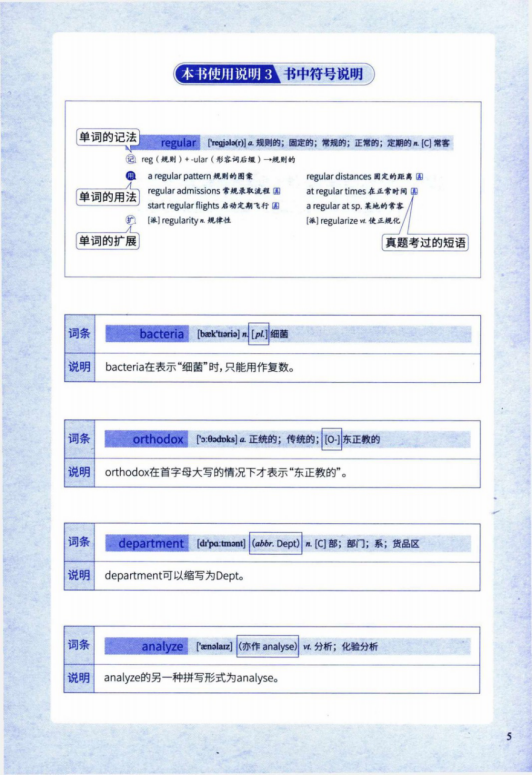 本书使用说明 3 书中符号说明
单词的记法
regular ['regjələ(r)] a. 规则的；固定的；常规的；正常的；定期的 n. [C] 常客
记 reg（规则）+ -ular（形容词后缀）→规则的
用 a regular pattern 规则的图案 regular distances 固定的距离 真
单词的用法
regular admissions 常规录取流程 真 at regular times 在正常时间 真
start regular flights 启动定期飞行 真 a regular at sp. 某地的常客
扩 [派] regularity n. 规律性 [派] regularize vt. 使正规化
单词的扩展
真题考过的短语
词条 bacteria [bæk'tɪəriə] n. [pl.] 细菌
说明 bacteria在表示“细菌”时，只能用作复数。
词条 orthodox ['ɔːθədɒks] a. 正统的；传统的；[O-] 东正教的
说明 orthodox在首字母大写的情况下才表示“东正教的”。
词条 department [dɪ'pɑːtmənt] (abbr. Dept) n. [C] 部；部门；系；货品区
说明 department可以缩写为Dept。
词条 analyze ['ænəlaɪz] (亦作 analyse) vt. 分析；化验分析
说明 analyze的另一种拼写形式为analyse。
5